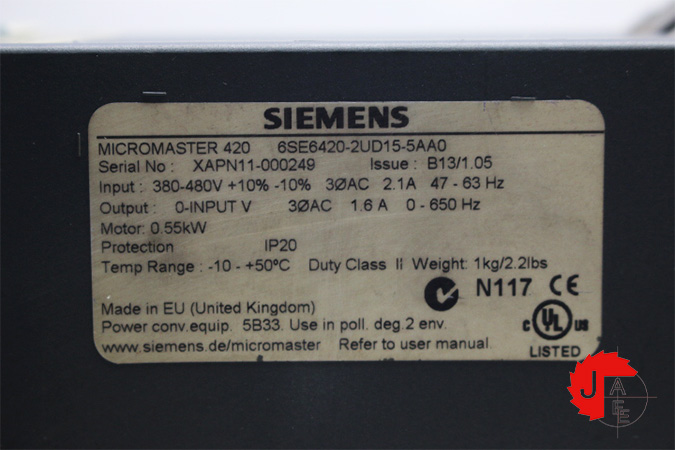 SIEMENS
MICROMASTER 420 6SE6420-2UD15-5AA0
Serial No : XAPN11-000249 Issue : B13/1.05
Input : 380-480V +10% -10% 3ØAC 2.1A 47 - 63 Hz
Output : 0-INPUT V 3ØAC 1.6 A 0 - 650 Hz
Motor: 0.55kW
Protection IP20
Temp Range : -10 - +50°C Duty Class II Weight: 1kg/2.2lbs
N117 CE
Made in EU (United Kingdom)
Power conv.equip. 5B33. Use in poll. deg.2 env.
c UL us
www.siemens.de/micromaster Refer to user manual
LISTED
J A E E